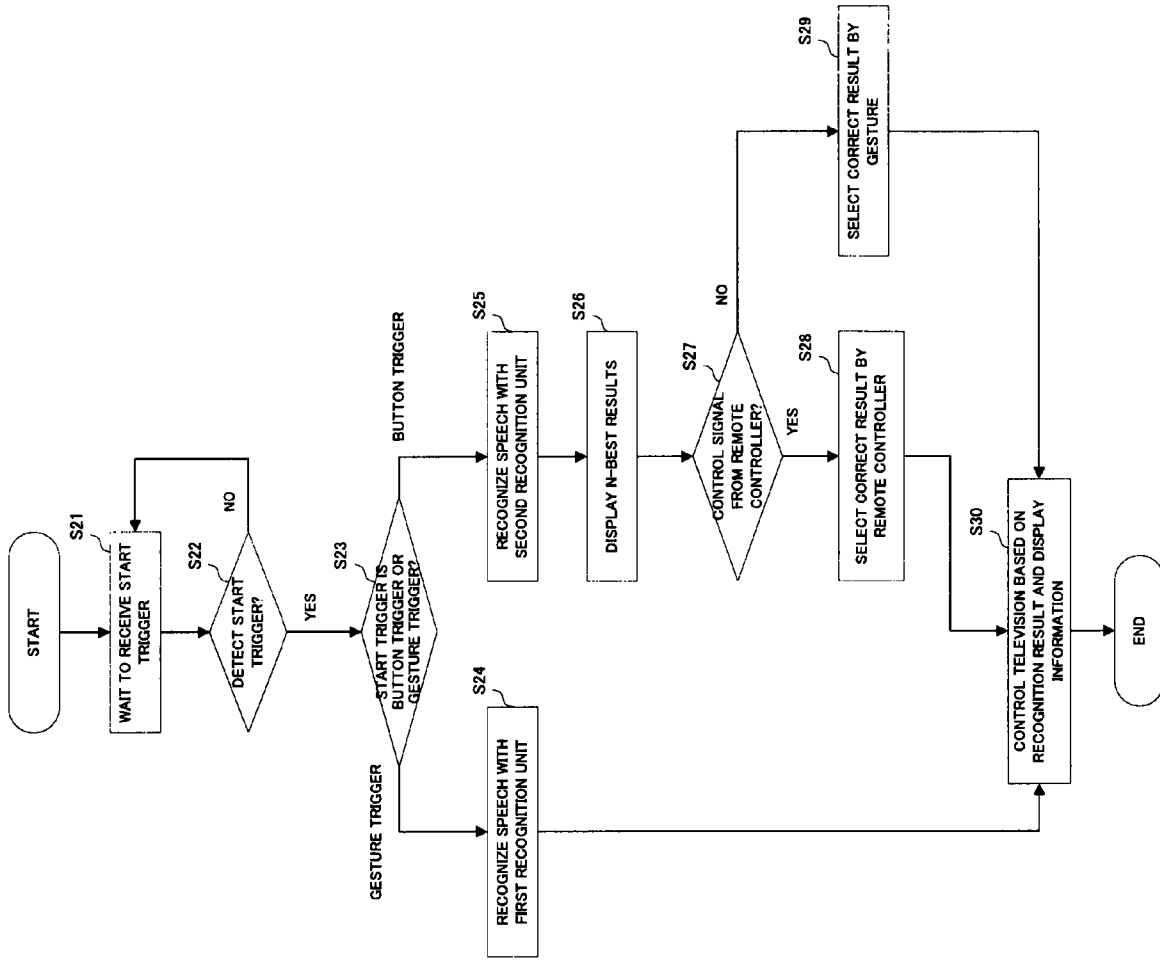 START
S21
WAIT TO RECEIVE START
TRIGGER
S22
DETECT START
TRIGGER?
NO
YES
S23
START TRIGGER IS
BUTTON TRIGGER OR
GESTURE TRIGGER?
GESTURE TRIGGER
BUTTON TRIGGER
S24
RECOGNIZE SPEECH WITH
FIRST RECOGNITION UNIT
S25
RECOGNIZE SPEECH WITH
SECOND RECOGNITION UNIT
S26
DISPLAY N-BEST RESULTS
S27
CONTROL SIGNAL
FROM REMOTE
CONTROLLER?
NO
YES
S28
SELECT CORRECT RESULT BY
REMOTE CONTROLLER
S29
SELECT CORRECT RESULT BY
GESTURE
S30
CONTROL TELEVISION BASED ON
RECOGNITION RESULT AND DISPLAY
INFORMATION
END